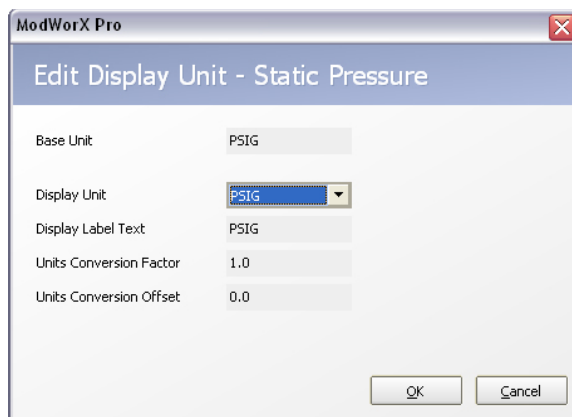 ModWorX Pro
Edit Display Unit - Static Pressure
Base Unit PSIG
Display Unit PSIG
Display Label Text PSIG
Units Conversion Factor 1.0
Units Conversion Offset 0.0
OK Cancel